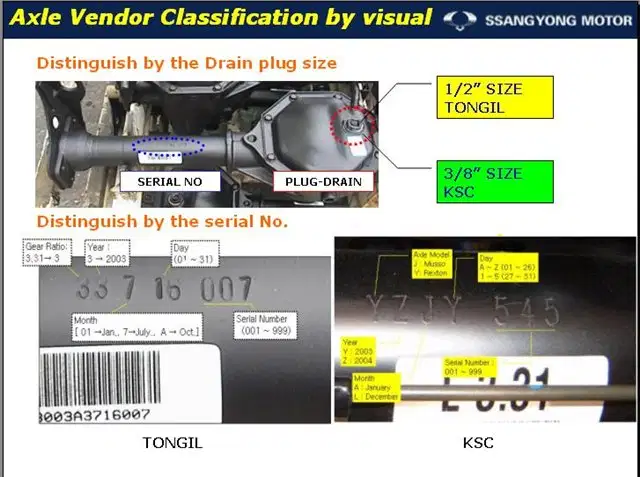 Axle Vendor Classification by visual
SSANGYONG MOTOR
Distinguish by the Drain plug size
1/2” SIZE
TONGIL
SERIAL NO
PLUG-DRAIN
3/8” SIZE
KSC
Distinguish by the serial No.
Gear Ratio:
3,31→ 3
Year :
3 → 2003
Day
(01 ~ 31)
33 7 16 007
Month
[ 01 →Jan,, 7→July,, A → Oct,]
Serial Number
(001 ~ 999)
3003A3716007
TONGIL
Axle Model
J : Musso
Y : Rexton
Day
A ~ Z (01 ~ 26)
1 ~ 5 (27 ~ 31)
YZJY 545
Year
Y : 2003
Z : 2004
Serial Number :
001 ~ 999
Month
A : January
L : December
L 3.31
KSC